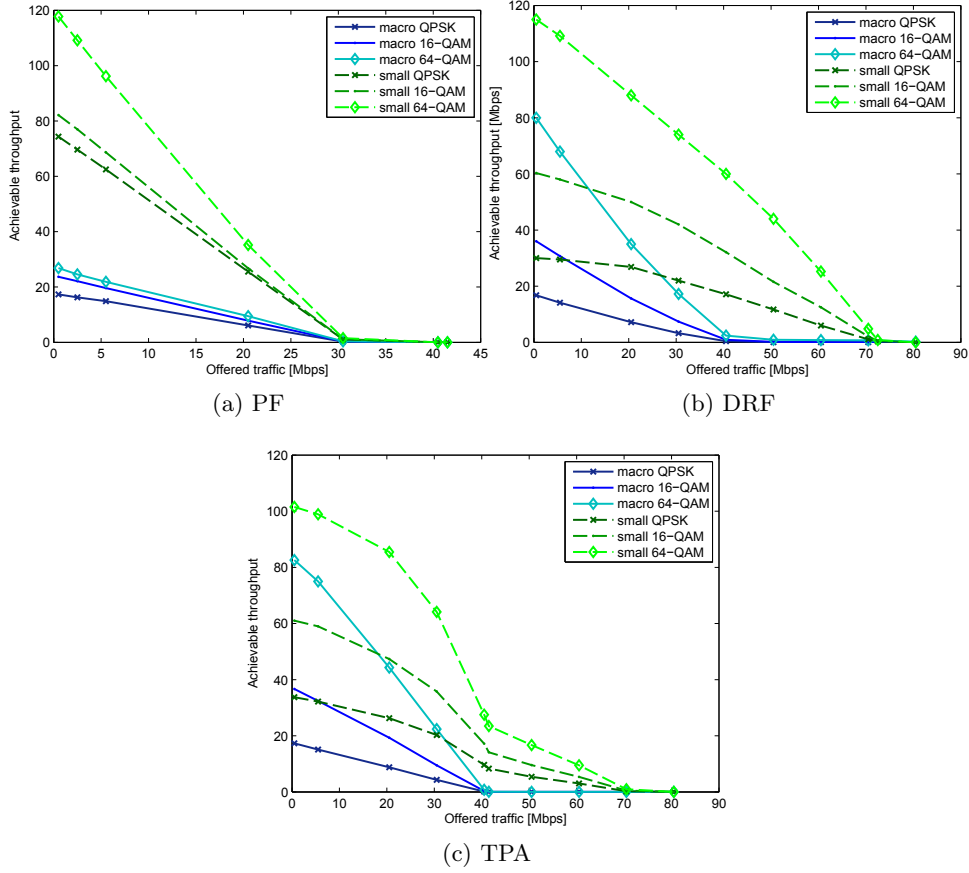 120
100
80
60
40
20
0
Achievable throughput
0 5 10 15 20 25 30 35 40 45
Offered traffic [Mbps]
macro QPSK
macro 16−QAM
macro 64−QAM
small QPSK
small 16−QAM
small 64−QAM
(a) PF
120
100
80
60
40
20
0
Achievable throughput [Mbps]
0 10 20 30 40 50 60 70 80 90
Offered traffic [Mbps]
macro QPSK
macro 16−QAM
macro 64−QAM
small QPSK
small 16−QAM
small 64−QAM
(b) DRF
120
100
80
60
40
20
0
Achievable throughput
0 10 20 30 40 50 60 70 80 90
Offered traffic [Mbps]
macro QPSK
macro 16−QAM
macro 64−QAM
small QPSK
small 16−QAM
small 64−QAM
(c) TPA